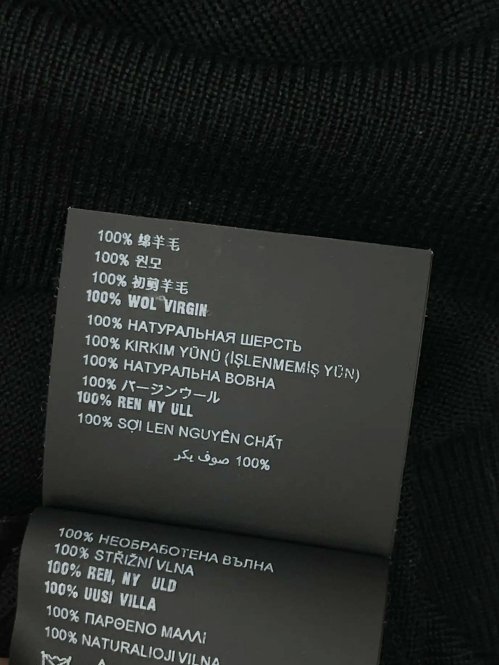 100% 绵羊毛
100% 원모
100% 初剪羊毛
100% WOL VIRGIN
100% НАТУРАЛЬНАЯ ШЕРСТЬ
100% KIRKIM YÜNÜ (İŞLENMEMİŞ YÜN)
100% НАТУРАЛЬНА ВОВНА
100% バージンウール
100% REN NY ULL
100% SỢI LEN NGUYÊN CHẤT
100% صوف بكر
100% НЕОБРАБОТЕНА ВЪЛНА
100% STŘIŽNÍ VLNA
100% REN, NY ULD
100% UUSI VILLA
100% ΠΑΡΘΕΝΟ ΜΑΛΛΙ
100% NATURALIOJI VILNA